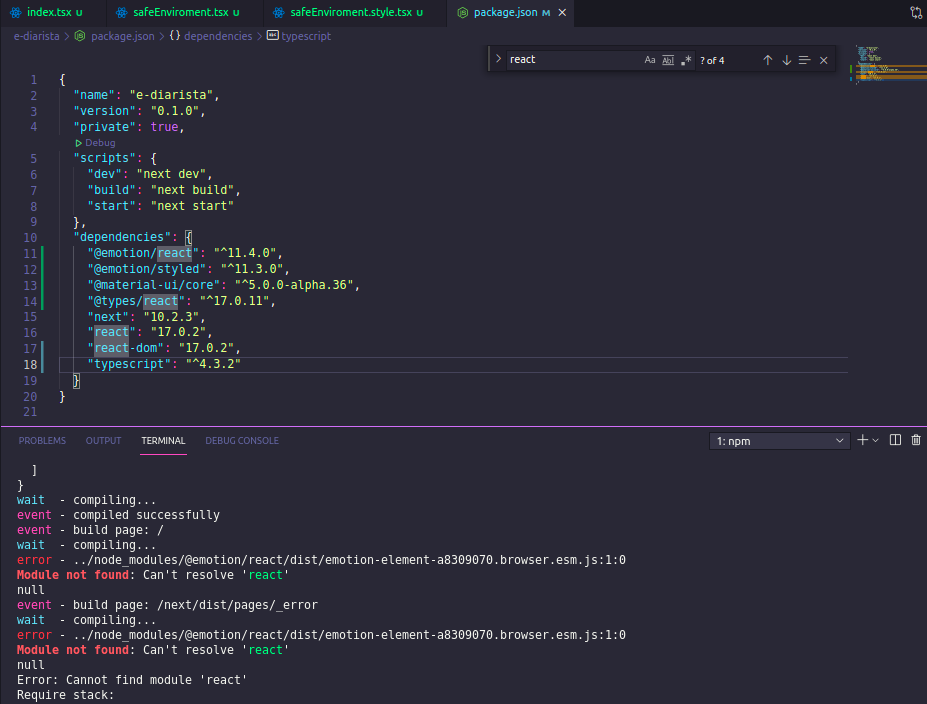 index.tsx U safeEnviroment.tsx U safeEnviroment.style.tsx U package.json M
e-diarista > package.json > {} dependencies > abc typescript
react Aa Abl .* ? of 4
1 {
2 "name": "e-diarista",
3 "version": "0.1.0",
4 "private": true,
Debug
5 "scripts": {
6 "dev": "next dev",
7 "build": "next build",
8 "start": "next start"
9 },
10 "dependencies": {
11 "@emotion/react": "^11.4.0",
12 "@emotion/styled": "^11.3.0",
13 "@material-ui/core": "^5.0.0-alpha.36",
14 "@types/react": "^17.0.11",
15 "next": "10.2.3",
16 "react": "17.0.2",
17 "react-dom": "17.0.2",
18 "typescript": "^4.3.2"
19 }
20 }
21
PROBLEMS OUTPUT TERMINAL DEBUG CONSOLE 1: npm
]
}
wait - compiling...
event - compiled successfully
event - build page: /
wait - compiling...
error - ../node_modules/@emotion/react/dist/emotion-element-a8309070.browser.esm.js:1:0
Module not found: Can't resolve 'react'
null
event - build page: /next/dist/pages/_error
wait - compiling...
error - ../node_modules/@emotion/react/dist/emotion-element-a8309070.browser.esm.js:1:0
Module not found: Can't resolve 'react'
null
Error: Cannot find module 'react'
Require stack: